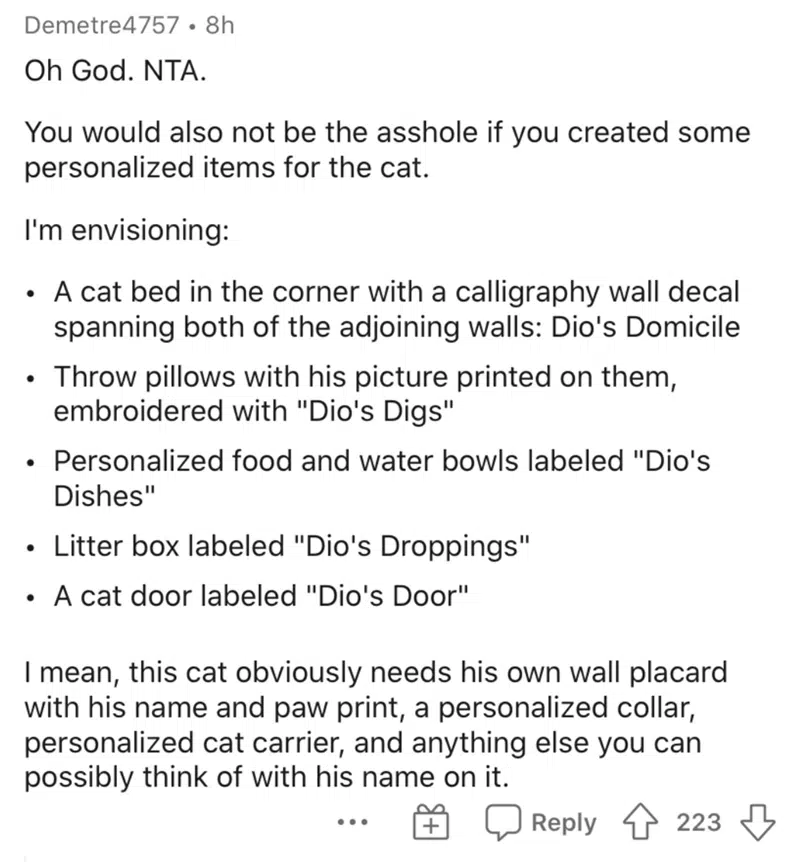 Demetre4757 • 8h
Oh God. NTA.
You would also not be the asshole if you created some
personalized items for the cat.
I'm envisioning:
• A cat bed in the corner with a calligraphy wall decal
spanning both of the adjoining walls: Dio's Domicile
• Throw pillows with his picture printed on them,
embroidered with "Dio's Digs"
• Personalized food and water bowls labeled "Dio's
Dishes"
• Litter box labeled "Dio's Droppings"
• A cat door labeled "Dio's Door"
I mean, this cat obviously needs his own wall placard
with his name and paw print, a personalized collar,
personalized cat carrier, and anything else you can
possibly think of with his name on it.
Reply 223